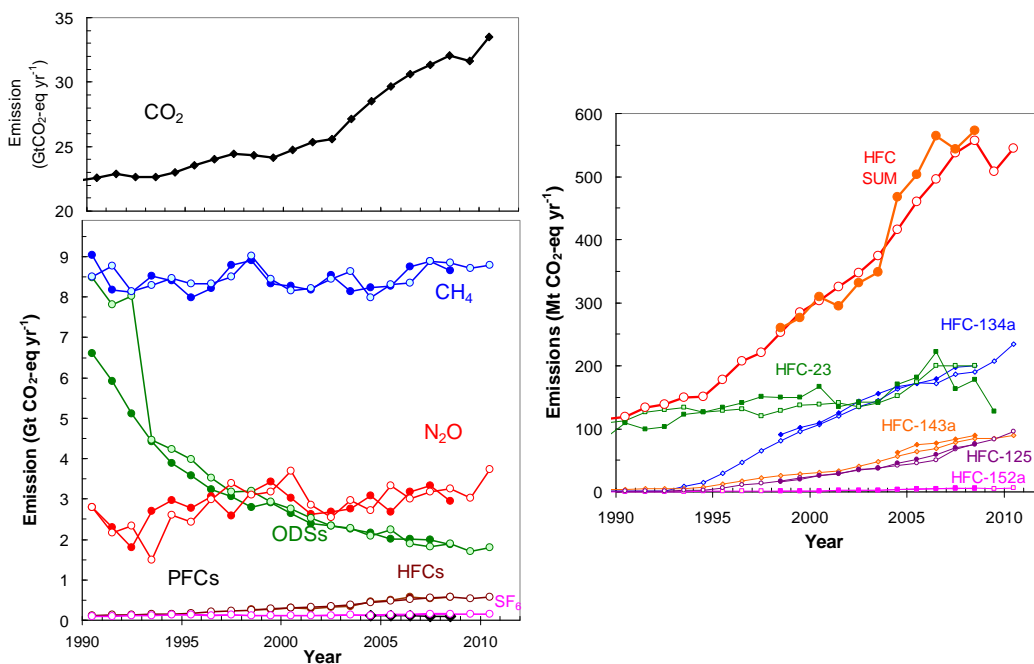 35
30
25
20
Emission
(GtCO₂-eq yr⁻¹)
CO₂
9
8
7
6
5
4
3
2
1
0
Emission (Gt CO₂-eq yr⁻¹)
CH₄
N₂O
ODSs
PFCs
HFCs
SF₆
1990 1995 2000 2005 2010
Year
600
500
400
300
200
100
0
Emissions (Mt CO₂-eq yr⁻¹)
HFC
SUM
HFC-134a
HFC-23
HFC-143a
HFC-125
HFC-152a
1990 1995 2000 2005 2010
Year